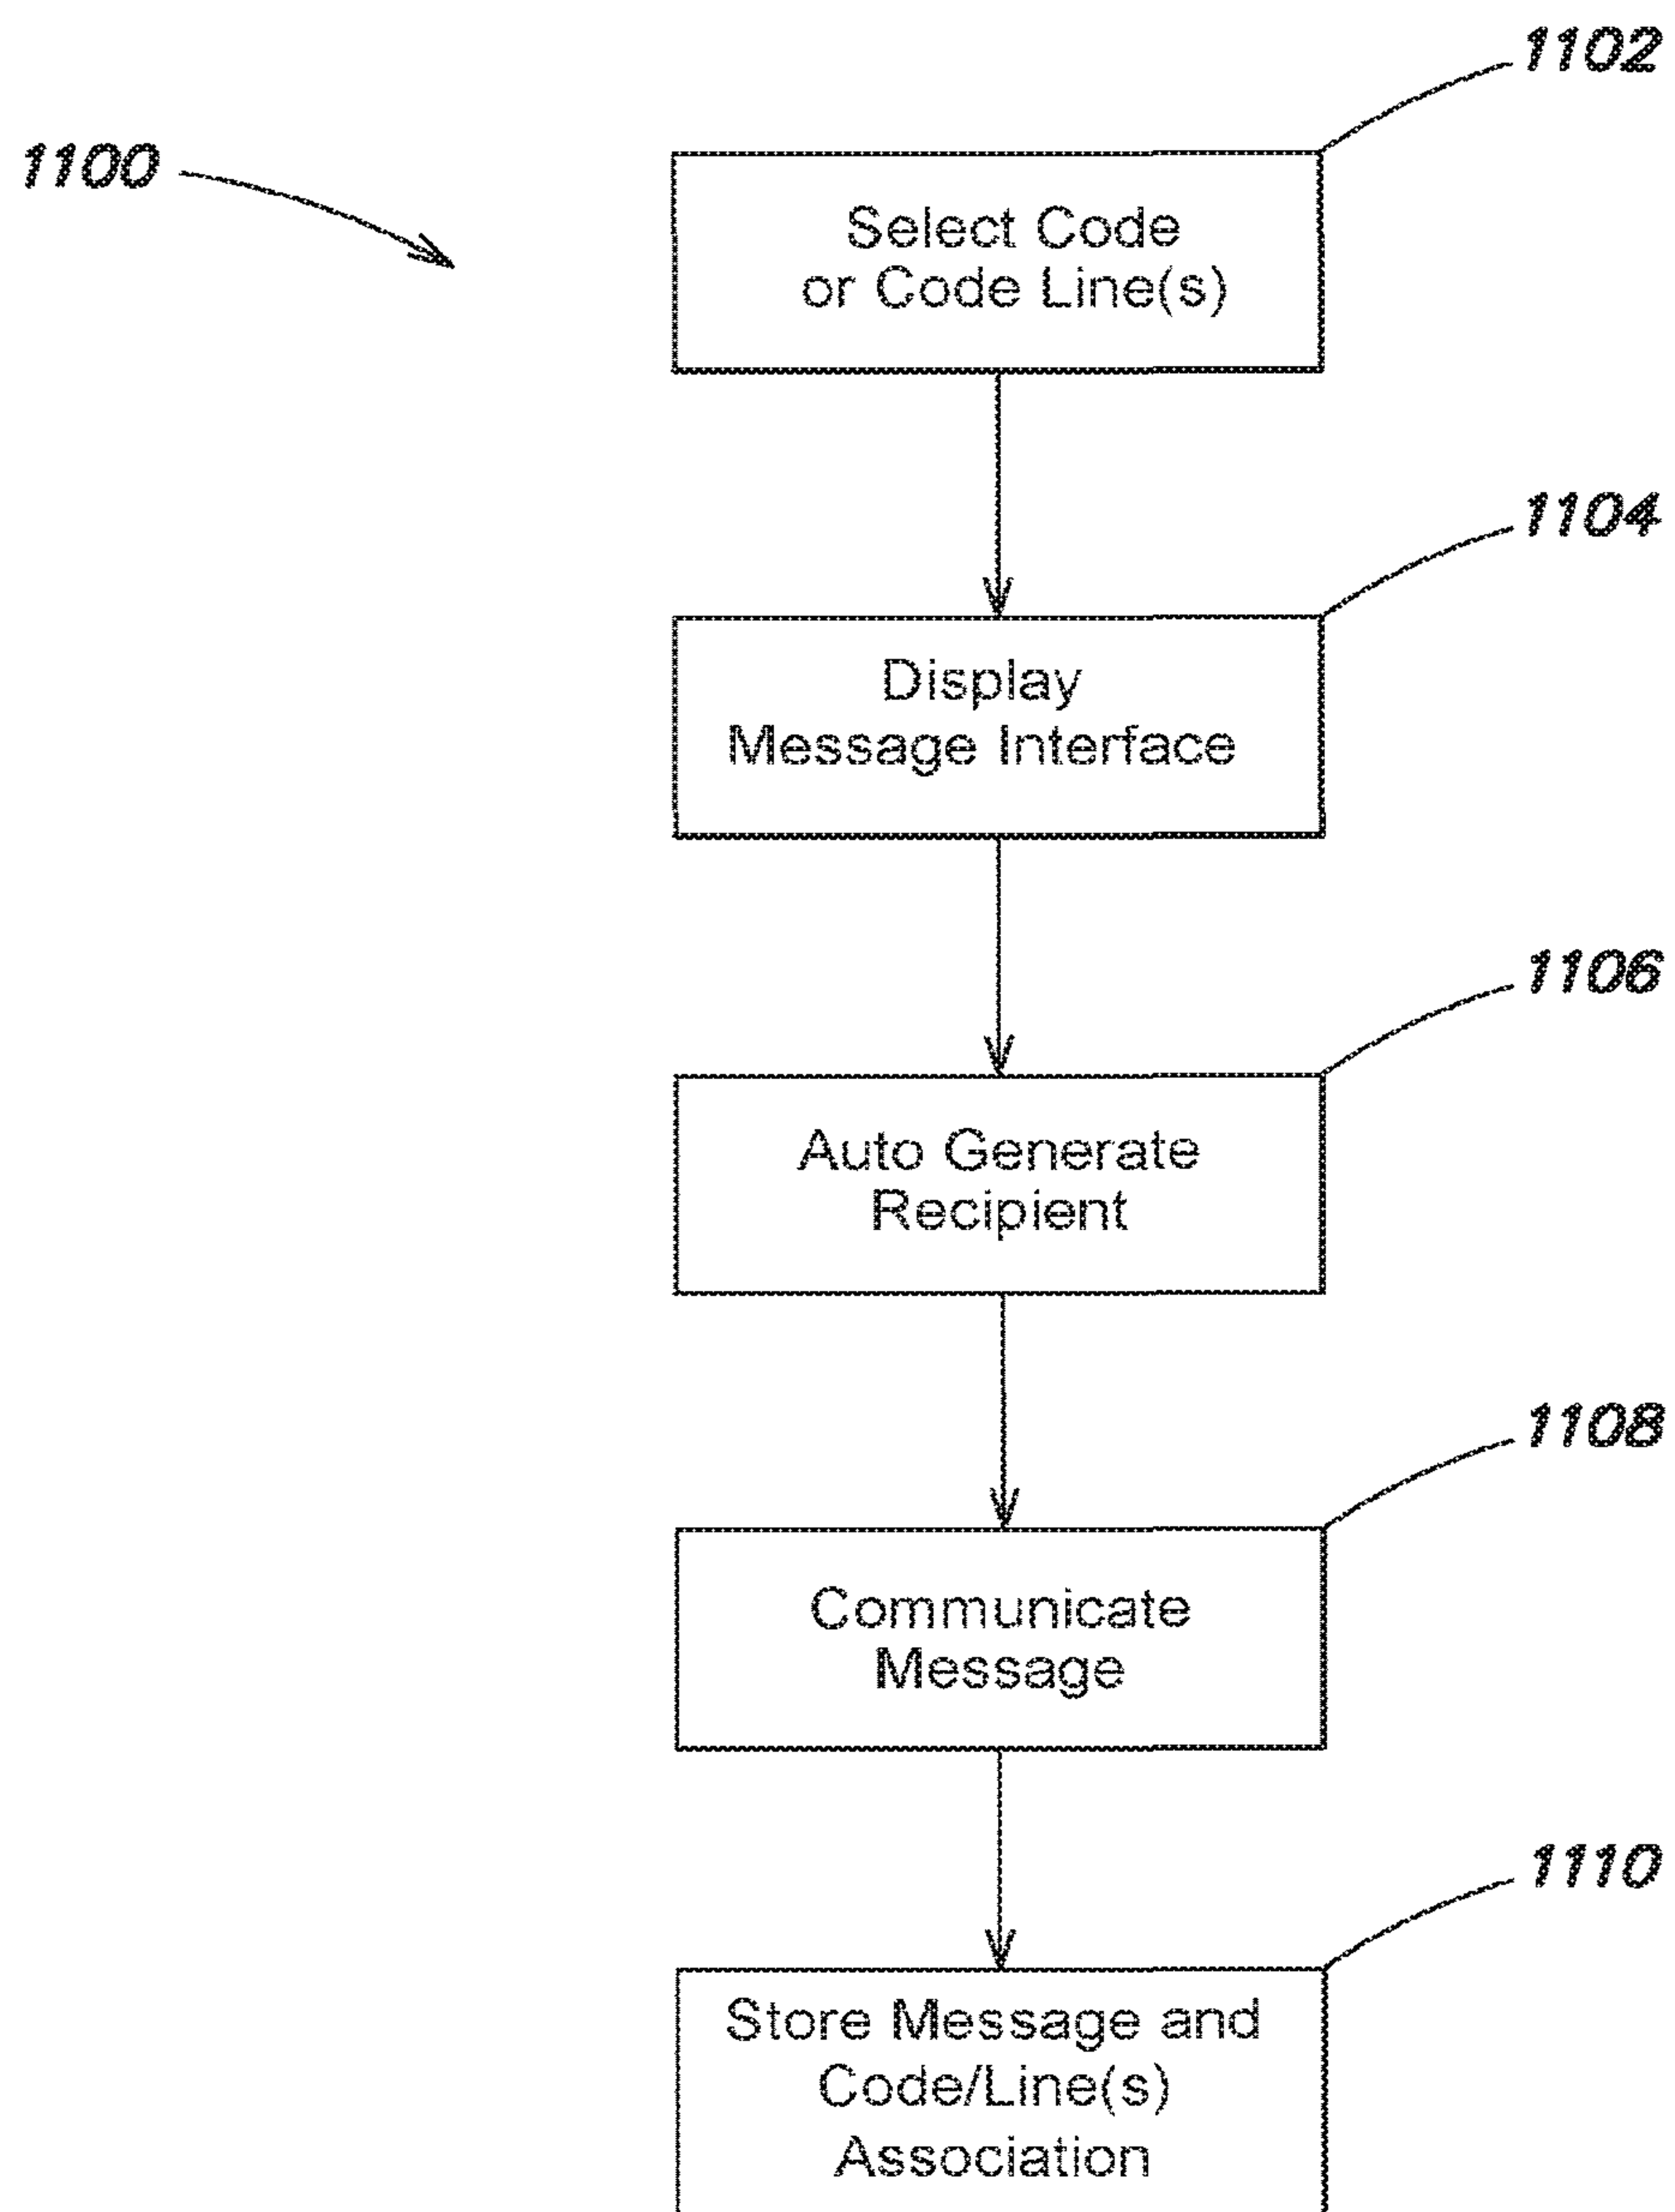 1102
1100
Select Code
or Code Line(s)
1104
Display
Message Interface
1106
Auto Generate
Recipient
1108
Communicate
Message
1110
Store Message and
Code/Line(s)
Association